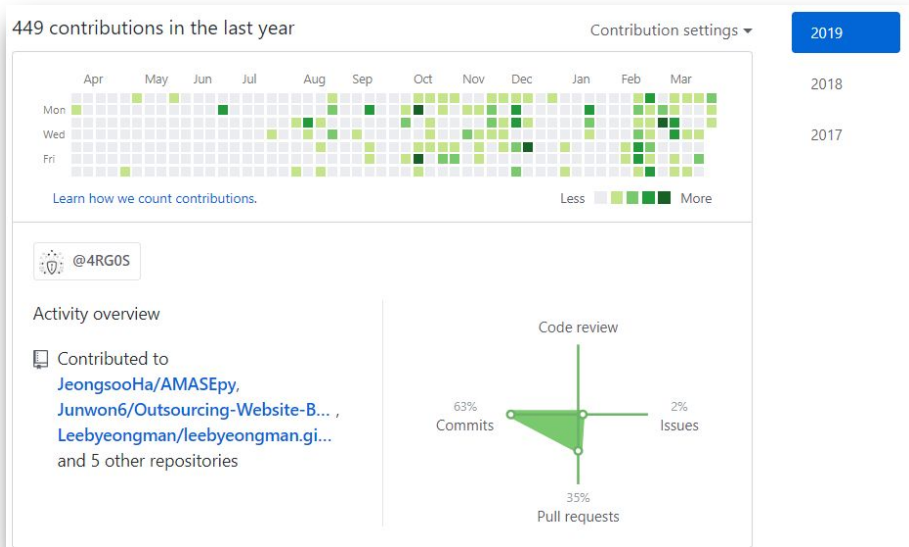 449 contributions in the last year
Contribution settings
2019
2018
2017
Apr May Jun Jul Aug Sep Oct Nov Dec Jan Feb Mar
Mon
Wed
Fri
Learn how we count contributions.
Less More
@4RG0S
Activity overview
Contributed to
JeongsooHa/AMASEpy,
Junwon6/Outsourcing-Website-B... ,
Leebyeongman/leebyeongman.gi...
and 5 other repositories
Code review
63%
Commits
2%
Issues
35%
Pull requests